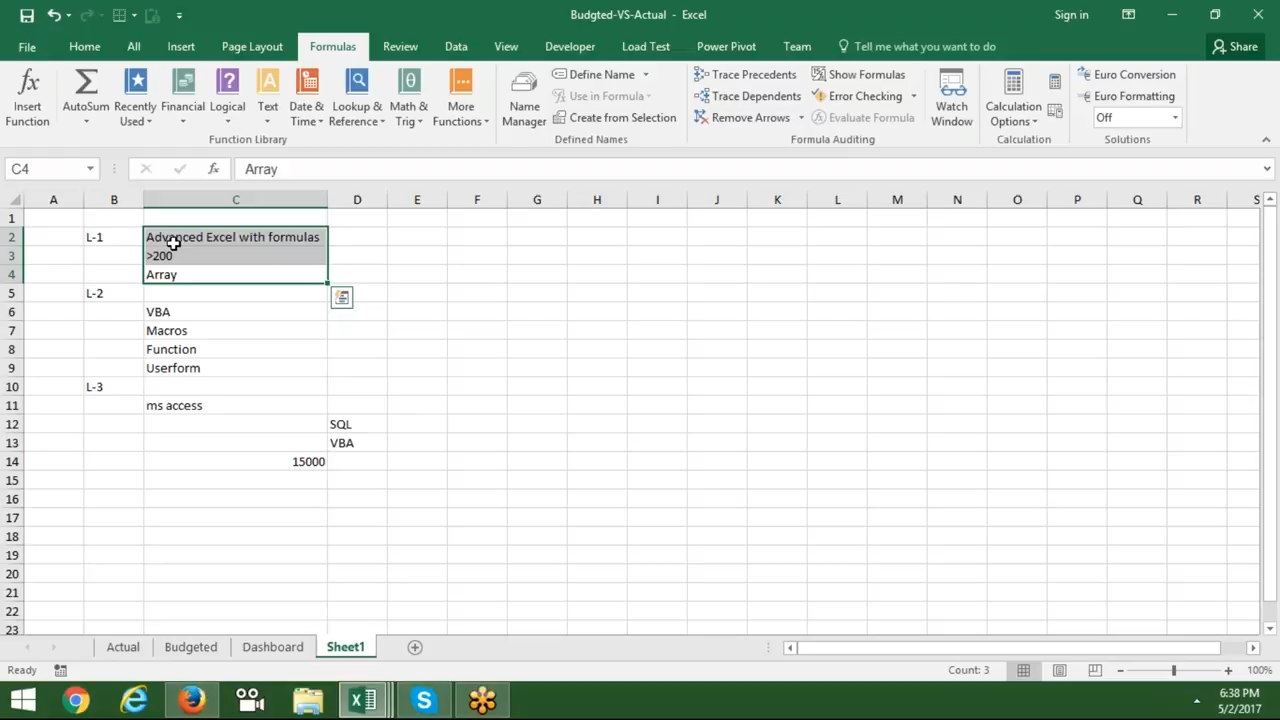 Budgted-VS-Actual - Excel
Sign in
File Home All Insert Page Layout Formulas Review Data View Developer Load Test Power Pivot Team Tell me what you want to do Share
Insert Function
AutoSum
Recently Used
Financial
Logical
Text
Date & Time
Lookup & Reference
Math & Trig
More Functions
Function Library
Name Manager
Define Name
Use in Formula
Create from Selection
Defined Names
Trace Precedents
Trace Dependents
Remove Arrows
Show Formulas
Error Checking
Evaluate Formula
Formula Auditing
Watch Window
Calculation Options
Calculation
Euro Conversion
Euro Formatting
Off
Solutions
C4 fx Array
A B C D E F G H I J K L M N O P Q R S
1
2 L-1 Advanced Excel with formulas
3 >200
4 Array
5 L-2
6 VBA
7 Macros
8 Function
9 Userform
10 L-3
11 ms access
12 SQL
13 VBA
14 15000
15
16
17
18
19
20
21
22
23
Actual Budgeted Dashboard Sheet1
Ready Count: 3 100%
6:38 PM
5/2/2017